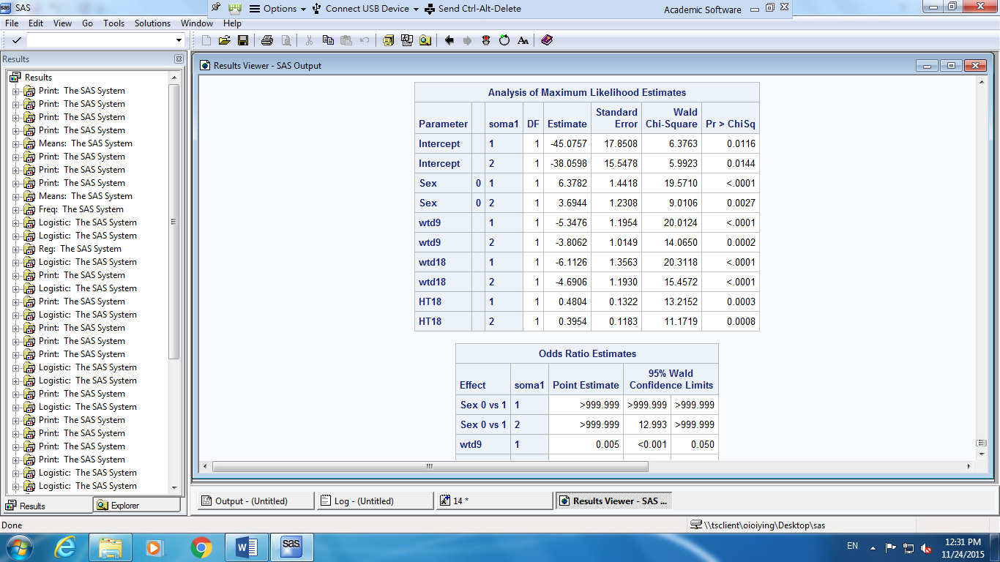 SAS
Options Connect USB Device Send Ctrl-Alt-Delete Academic Software
File Edit View Go Tools Solutions Window Help
Results
Results
Print: The SAS System
Print: The SAS System
Print: The SAS System
Print: The SAS System
Means: The SAS System
Print: The SAS System
Print: The SAS System
Print: The SAS System
Means: The SAS System
Freq: The SAS System
Logistic: The SAS System
Logistic: The SAS System
Reg: The SAS System
Logistic: The SAS System
Print: The SAS System
Logistic: The SAS System
Print: The SAS System
Logistic: The SAS System
Print: The SAS System
Print: The SAS System
Print: The SAS System
Logistic: The SAS System
Logistic: The SAS System
Print: The SAS System
Logistic: The SAS System
Print: The SAS System
Print: The SAS System
Print: The SAS System
Print: The SAS System
Logistic: The SAS System
Logistic: The SAS System
Results Explorer
Results Viewer - SAS Output
Analysis of Maximum Likelihood Estimates
Parameter soma1 DF Estimate Standard Error Wald Chi-Square Pr > ChiSq
Intercept 1 1 -45.0757 17.8508 6.3763 0.0116
Intercept 2 1 -38.0598 15.5478 5.9923 0.0144
Sex 0 1 1 6.3782 1.4418 19.5710 <.0001
Sex 0 2 1 3.6944 1.2308 9.0106 0.0027
wtd9 1 1 -5.3476 1.1954 20.0124 <.0001
wtd9 2 1 -3.8062 1.0149 14.0650 0.0002
wtd18 1 1 -6.1126 1.3563 20.3118 <.0001
wtd18 2 1 -4.6906 1.1930 15.4572 <.0001
HT18 1 1 0.4804 0.1322 13.2152 0.0003
HT18 2 1 0.3954 0.1183 11.1719 0.0008
Odds Ratio Estimates
Effect soma1 Point Estimate 95% Wald Confidence Limits
Sex 0 vs 1 1 >999.999 >999.999 >999.999
Sex 0 vs 1 2 >999.999 12.993 >999.999
wtd9 1 0.005 <0.001 0.050
Output - (Untitled) Log - (Untitled) 14 * Results Viewer - SAS ...
Done \\tsclient\oioiying\Desktop\sas
EN 12:31 PM
11/24/2015